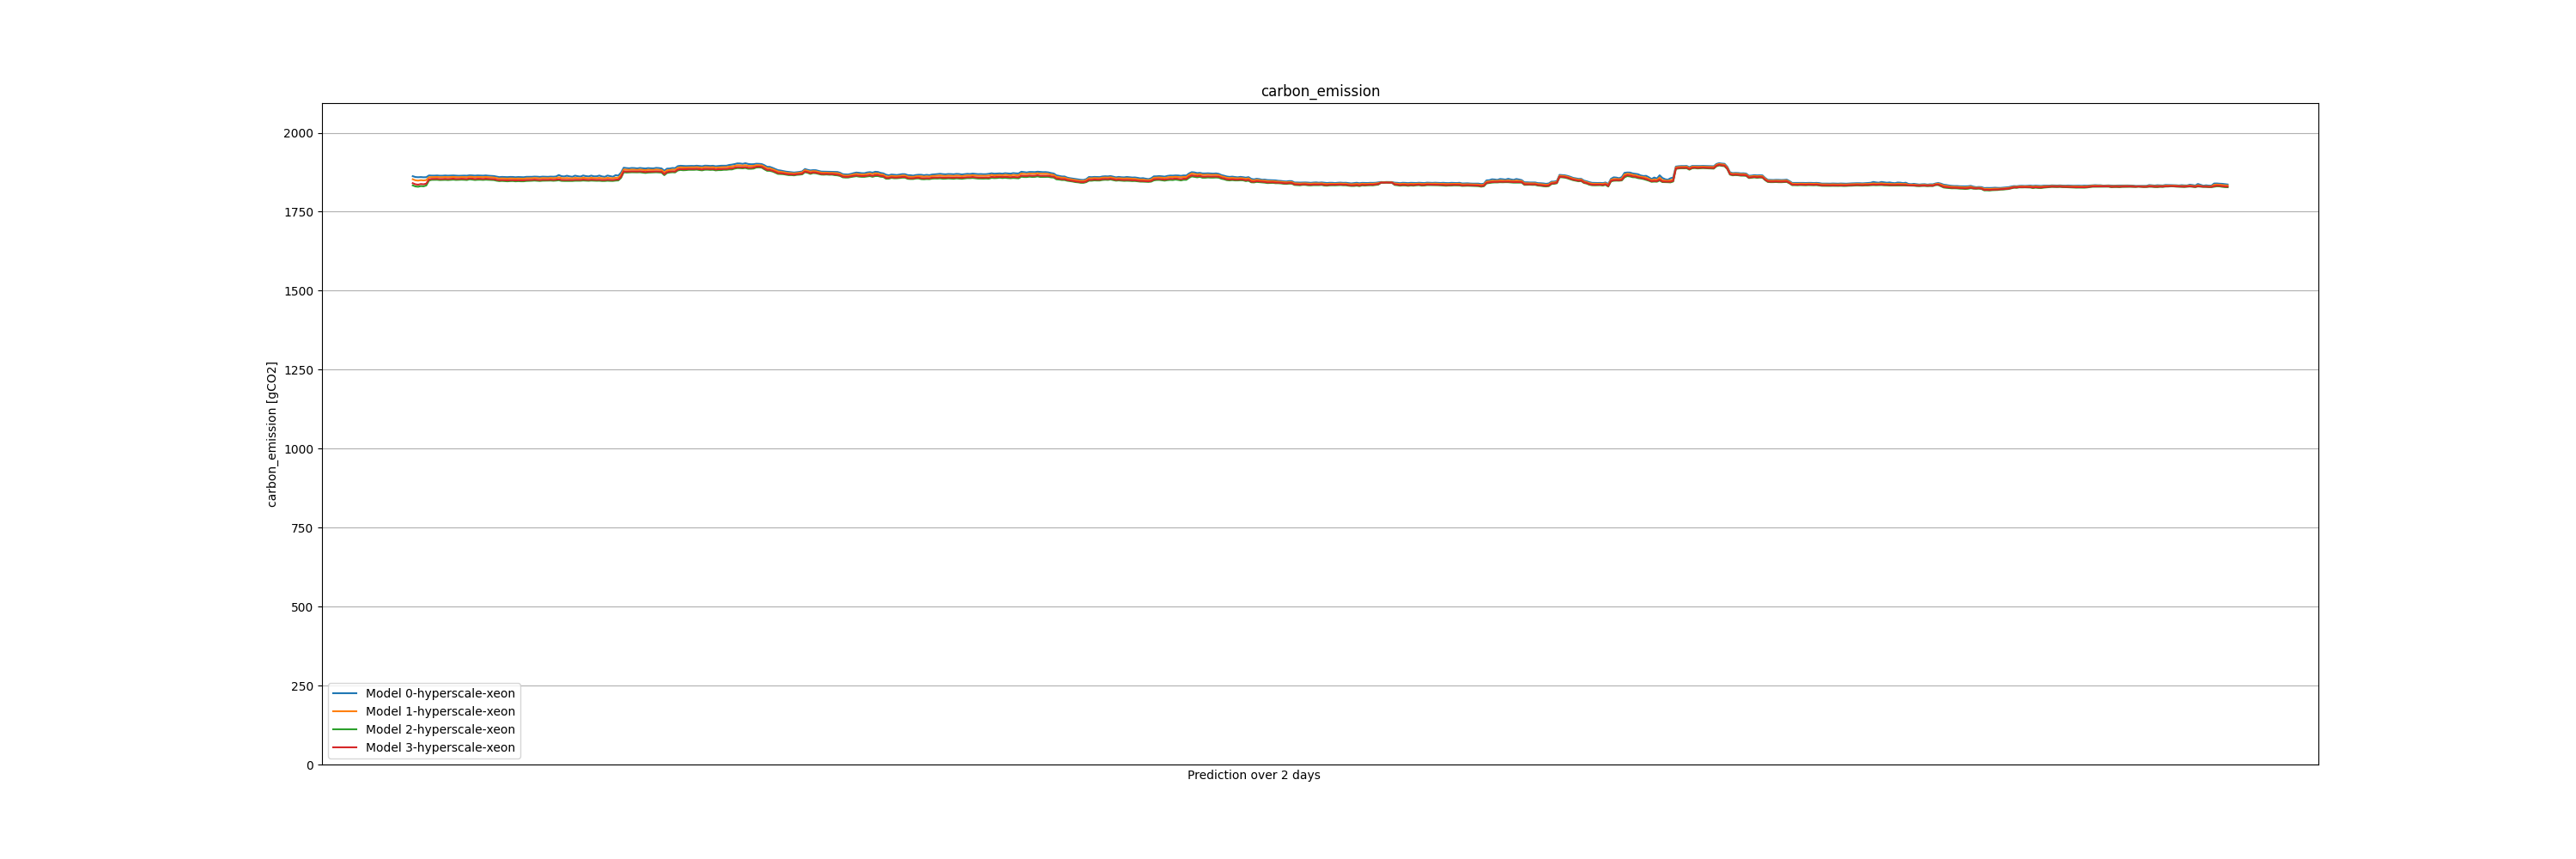 carbon_emission
2000
1750
1500
1250
1000
750
500
250
0
carbon_emission [gCO2]
Model 0-hyperscale-xeon
Model 1-hyperscale-xeon
Model 2-hyperscale-xeon
Model 3-hyperscale-xeon
Prediction over 2 days